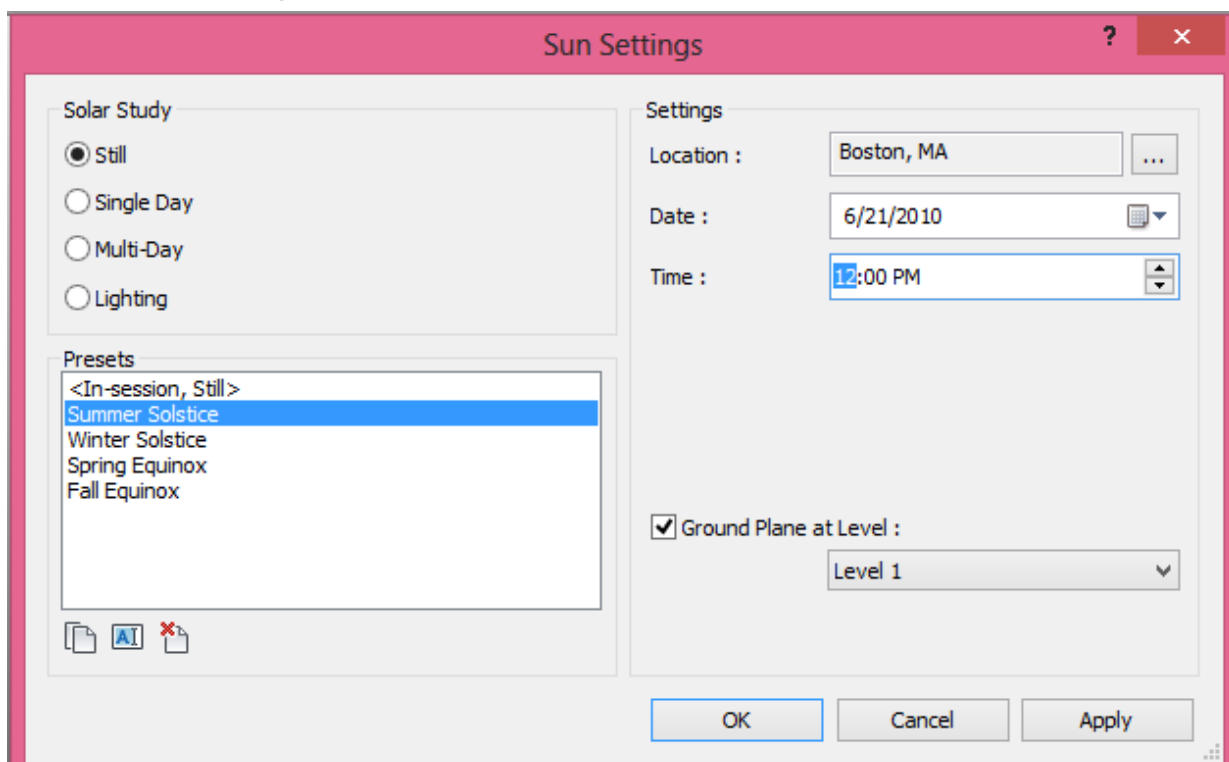 Sun Settings
?
Solar Study
Still
Single Day
Multi-Day
Lighting
Presets
<In-session, Still>
Summer Solstice
Winter Solstice
Spring Equinox
Fall Equinox
AI
Settings
Location :
Boston, MA
...
Date :
6/21/2010
Time :
12:00 PM
Ground Plane at Level :
Level 1
OK
Cancel
Apply